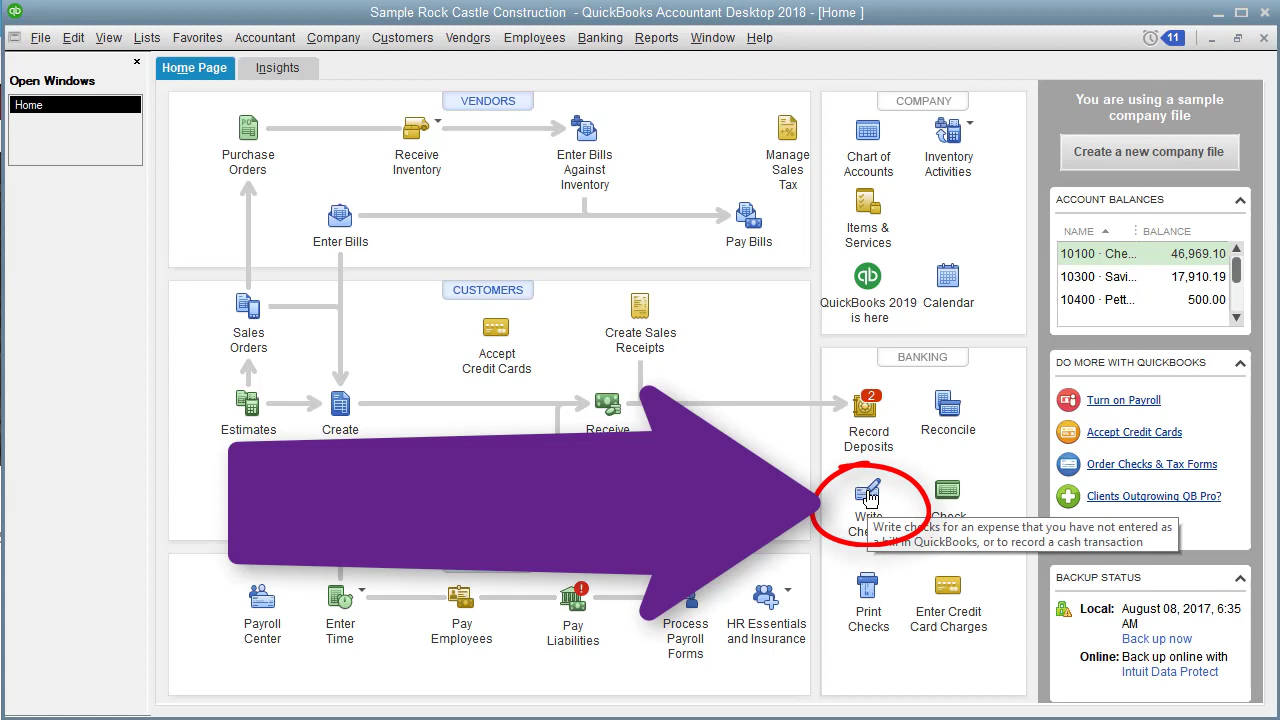 qb
Sample Rock Castle Construction - QuickBooks Accountant Desktop 2018 - [Home ]
File Edit View Lists Favorites Accountant Company Customers Vendors Employees Banking Reports Window Help
11
Open Windows
Home
Home Page
Insights
VENDORS
Purchase
Orders
Receive
Inventory
Enter Bills
Against
Inventory
Manage
Sales
Tax
Enter Bills
Pay Bills
CUSTOMERS
Sales
Orders
Accept
Credit Cards
Create Sales
Receipts
Estimates
Create
Receive
Payroll
Center
Enter
Time
Pay
Employees
Pay
Liabilities
Process
Payroll
Forms
HR Essentials
and Insurance
COMPANY
Chart of
Accounts
Inventory
Activities
Items &
Services
qb
QuickBooks 2019
is here
Calendar
BANKING
2
Record
Deposits
Reconcile
Write
Check
Write checks for an expense that you have not entered as
a bill in QuickBooks, or to record a cash transaction
Print
Checks
Enter Credit
Card Charges
You are using a sample
company file
Create a new company file
ACCOUNT BALANCES
NAME BALANCE
10100 · Che... 46,969.10
10300 · Savi... 17,910.19
10400 · Pett... 500.00
DO MORE WITH QUICKBOOKS
Turn on Payroll
Accept Credit Cards
Order Checks & Tax Forms
Clients Outgrowing QB Pro?
BACKUP STATUS
Local: August 08, 2017, 6:35
AM
Back up now
Online: Back up online with
Intuit Data Protect